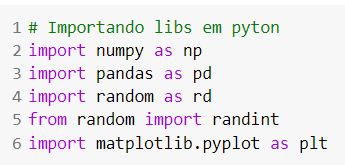 1 # Importando libs em pyton
2 import numpy as np
3 import pandas as pd
4 import random as rd
5 from random import randint
6 import matplotlib.pyplot as plt